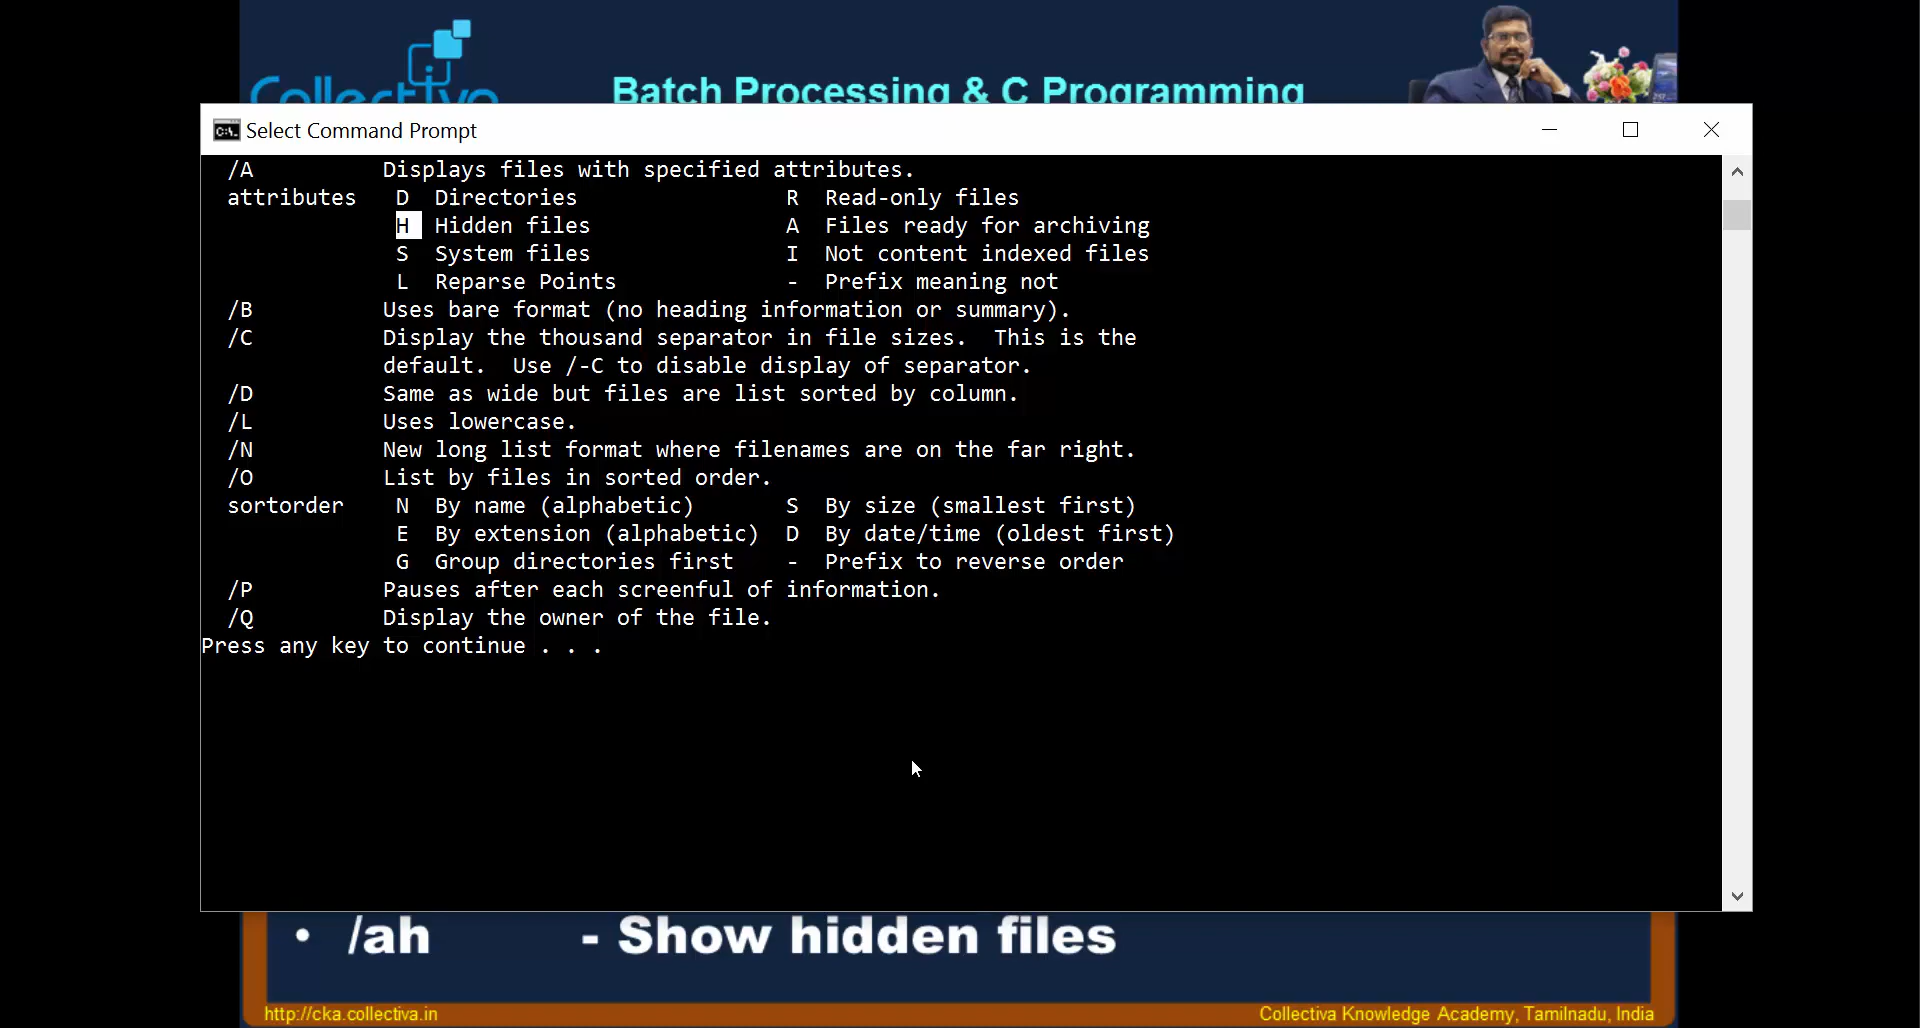 Collectiva
Batch Processing & C Programming
Select Command Prompt
/A Displays files with specified attributes.
attributes D Directories R Read-only files
H Hidden files A Files ready for archiving
S System files I Not content indexed files
L Reparse Points - Prefix meaning not
/B Uses bare format (no heading information or summary).
/C Display the thousand separator in file sizes. This is the
default. Use /-C to disable display of separator.
/D Same as wide but files are list sorted by column.
/L Uses lowercase.
/N New long list format where filenames are on the far right.
/O List by files in sorted order.
sortorder N By name (alphabetic) S By size (smallest first)
E By extension (alphabetic) D By date/time (oldest first)
G Group directories first - Prefix to reverse order
/P Pauses after each screenful of information.
/Q Display the owner of the file.
Press any key to continue . . .
• /ah - Show hidden files
http://cka.collectiva.in Collectiva Knowledge Academy, Tamilnadu, India